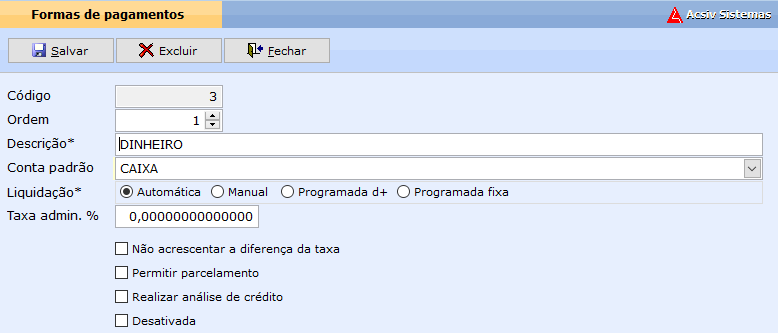 Formas de pagamentos
Acsiv Sistemas
Salvar Excluir Fechar
Código 3
Ordem 1
Descrição* DINHEIRO
Conta padrão CAIXA
Liquidação* Automática Manual Programada d+ Programada fixa
Taxa admin. % 0,00000000000000
Não acrescentar a diferença da taxa
Permitir parcelamento
Realizar análise de crédito
Desativada